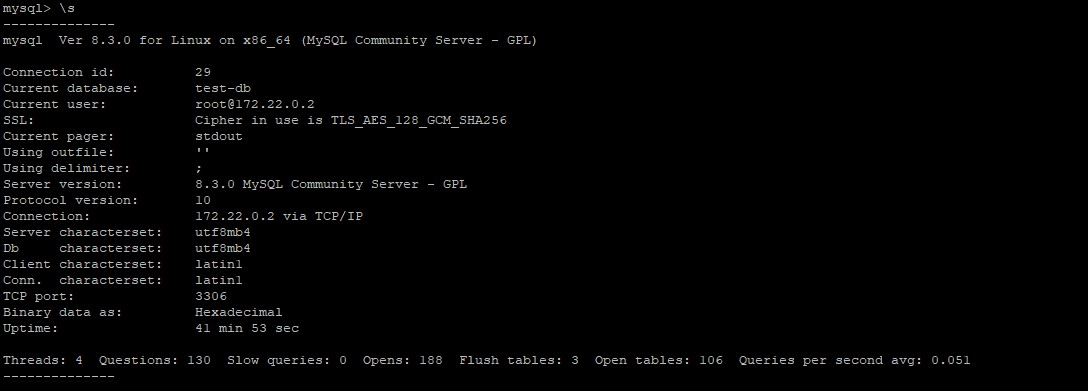 mysql> \s
--------------
mysql  Ver 8.3.0 for Linux on x86_64 (MySQL Community Server - GPL)

Connection id:          29
Current database:       test-db
Current user:           root@172.22.0.2
SSL:                    Cipher in use is TLS_AES_128_GCM_SHA256
Current pager:          stdout
Using outfile:          ''
Using delimiter:        ;
Server version:         8.3.0 MySQL Community Server - GPL
Protocol version:       10
Connection:             172.22.0.2 via TCP/IP
Server characterset:    utf8mb4
Db     characterset:    utf8mb4
Client characterset:    latin1
Conn.  characterset:    latin1
TCP port:               3306
Binary data as:         Hexadecimal
Uptime:                 41 min 53 sec

Threads: 4  Questions: 130  Slow queries: 0  Opens: 188  Flush tables: 3  Open tables: 106  Queries per second avg: 0.051
--------------